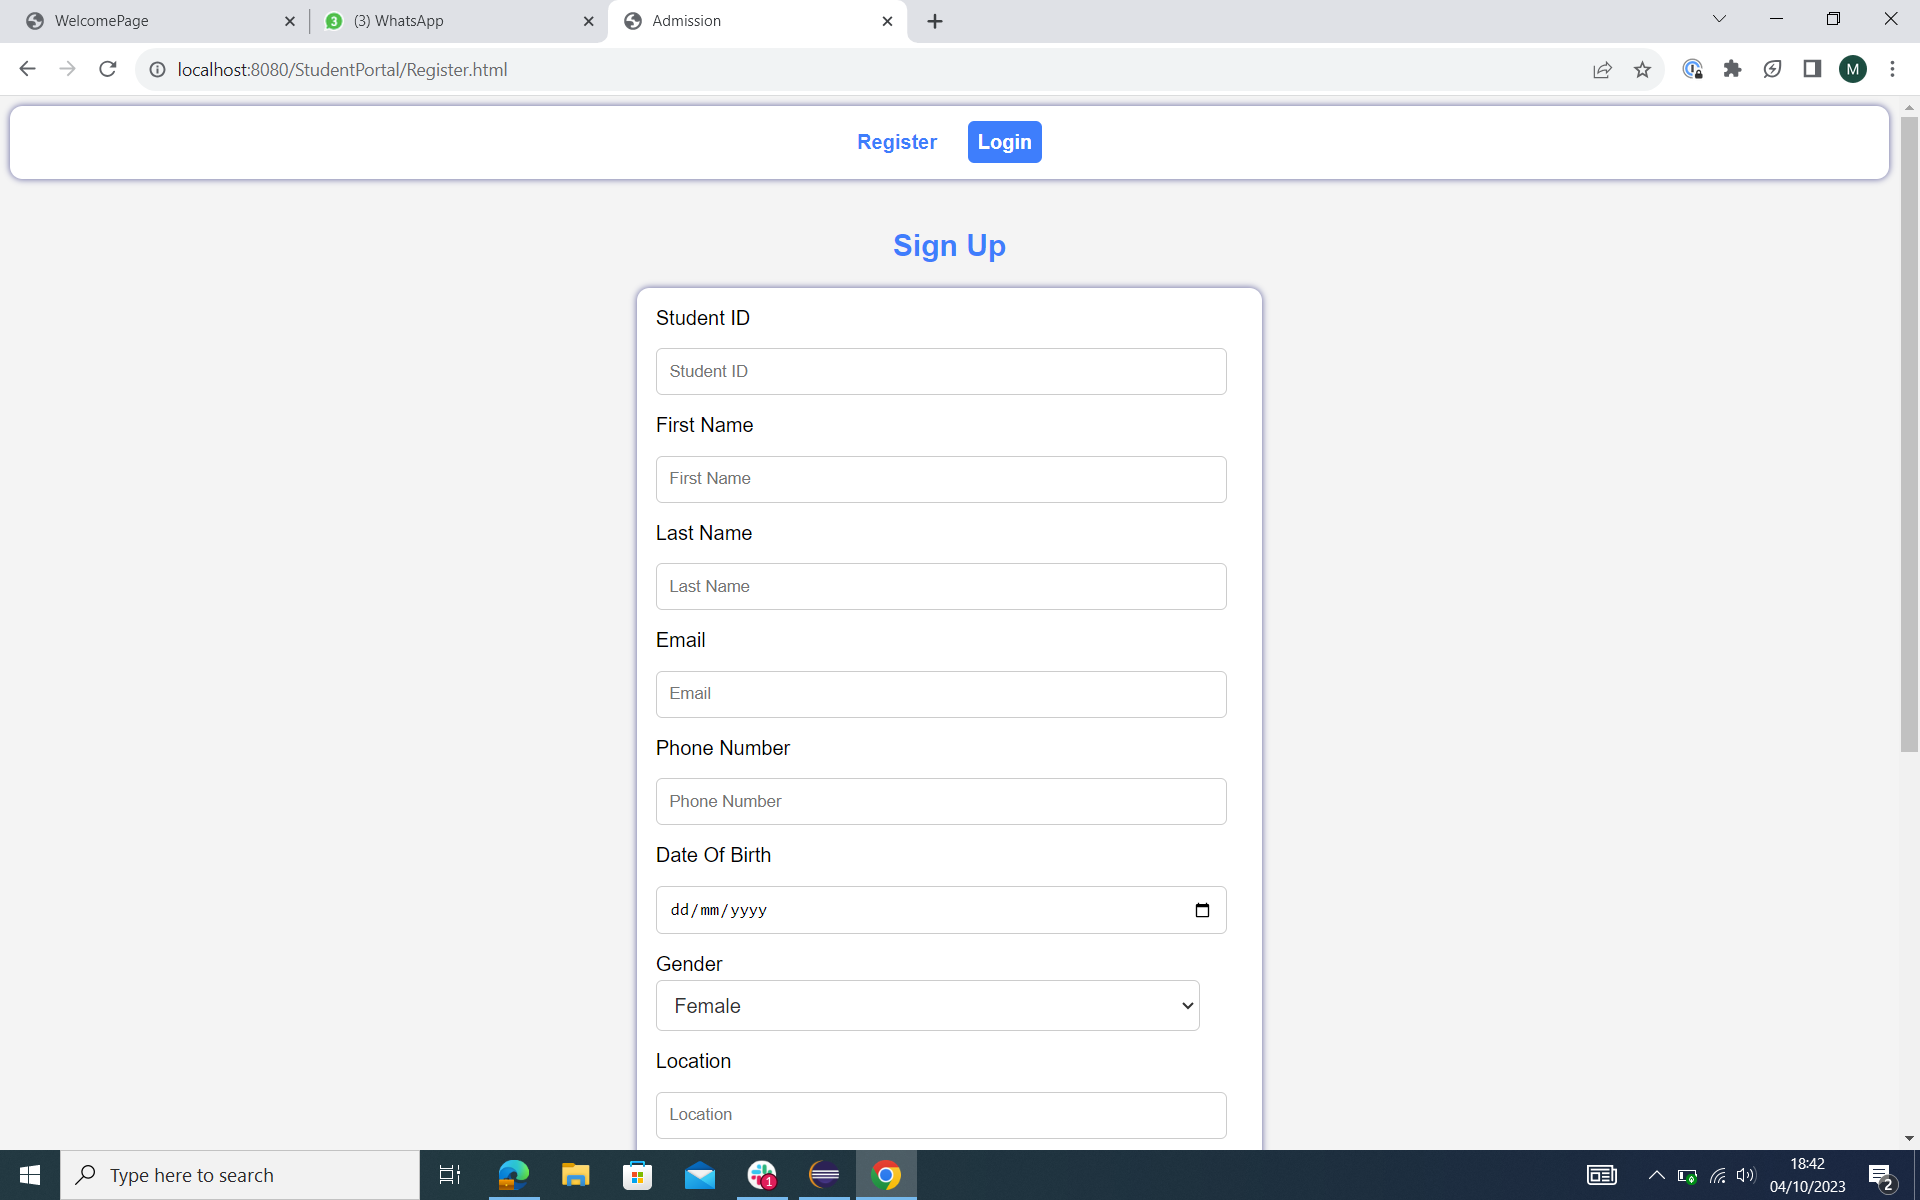 WelcomePage
3 (3) WhatsApp
Admission
localhost:8080/StudentPortal/Register.html
M
Register
Login
Sign Up
Student ID
Student ID
First Name
First Name
Last Name
Last Name
Email
Email
Phone Number
Phone Number
Date Of Birth
dd/mm/yyyy
Gender
Female
Location
Location
Type here to search
1
18:42
04/10/2023
2